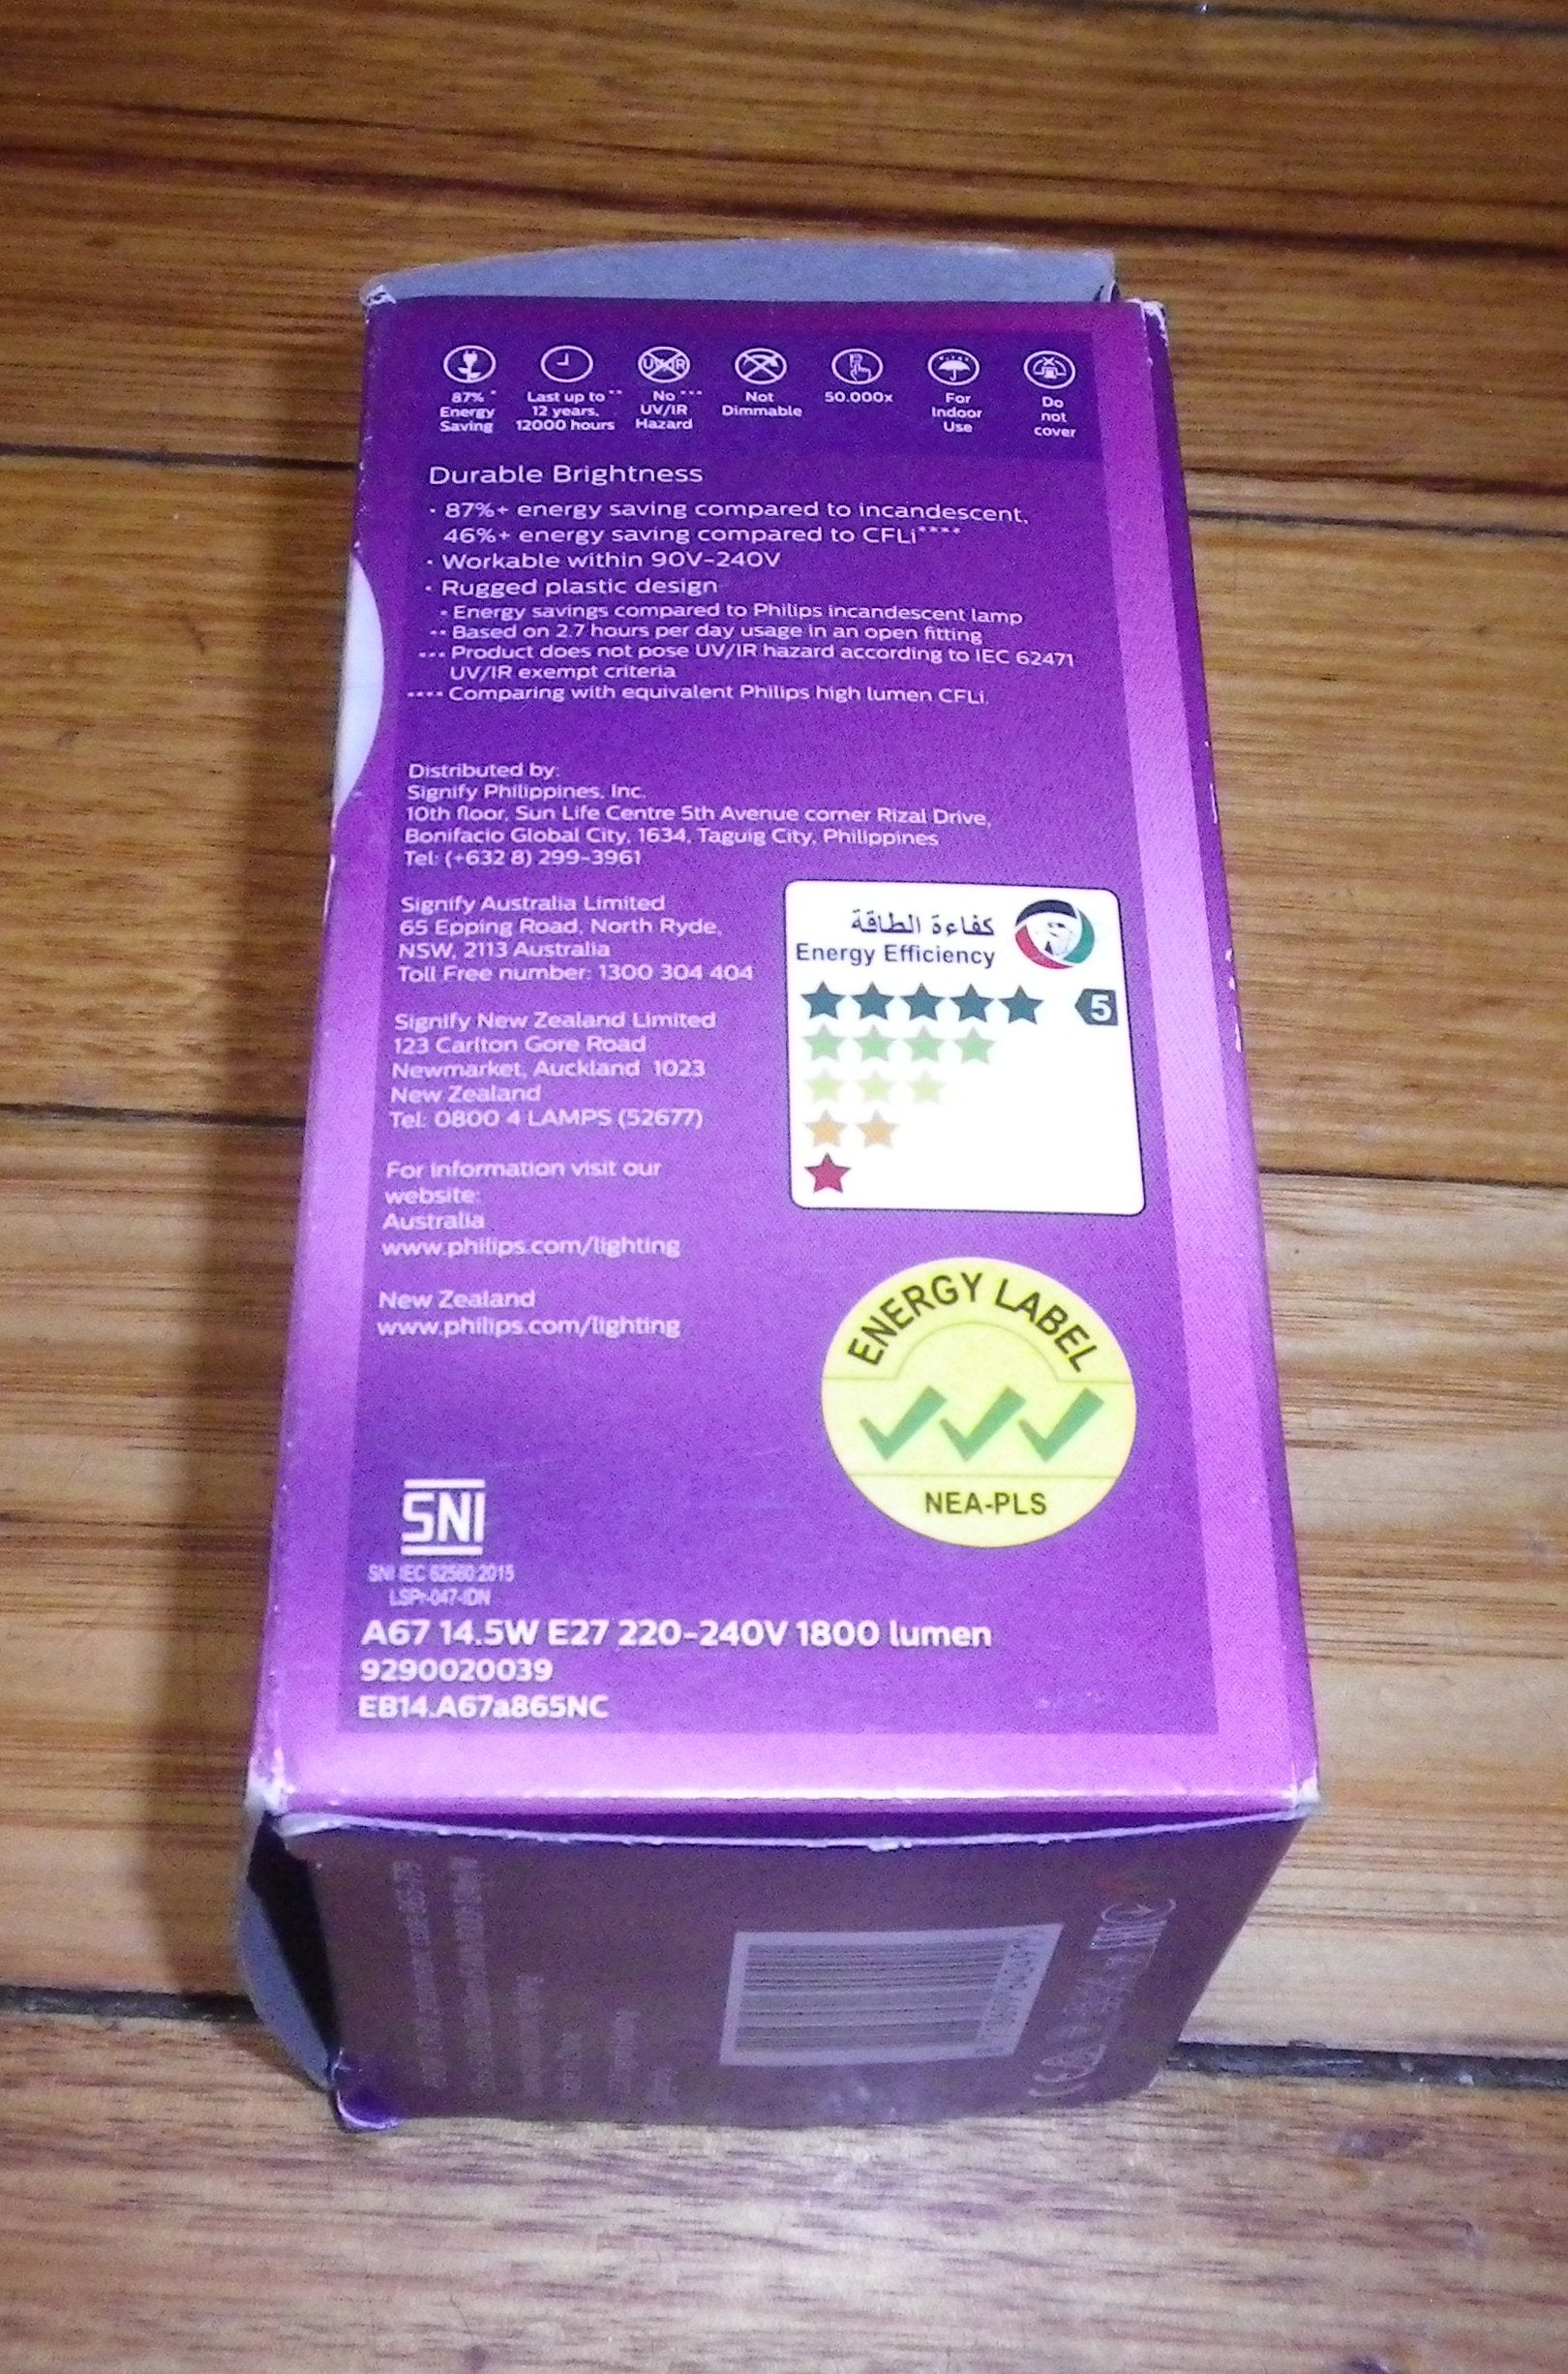 UV/IR
87% *
Energy
Saving
Last up to **
12 years,
12000 hours
No ***
UV/IR
Hazard
Not
Dimmable
50.000x
For
Indoor
Use
Do
not
cover
Durable Brightness
• 87%+ energy saving compared to incandescent,
46%+ energy saving compared to CFLi****
• Workable within 90V-240V
• Rugged plastic design
* Energy savings compared to Philips incandescent lamp
** Based on 2.7 hours per day usage in an open fitting
*** Product does not pose UV/IR hazard according to IEC 62471
UV/IR exempt criteria
**** Comparing with equivalent Philips high lumen CFLi.
Distributed by:
Signify Philippines, Inc.
10th floor, Sun Life Centre 5th Avenue corner Rizal Drive,
Bonifacio Global City, 1634, Taguig City, Philippines
Tel: (+632 8) 299-3961
Signify Australia Limited
65 Epping Road, North Ryde,
NSW, 2113 Australia
Toll Free number: 1300 304 404
Signify New Zealand Limited
123 Carlton Gore Road
Newmarket, Auckland 1023
New Zealand
Tel: 0800 4 LAMPS (52677)
For information visit our
website:
Australia
www.philips.com/lighting
New Zealand
www.philips.com/lighting
كفاءة الطاقة
Energy Efficiency
5
ENERGY LABEL
NEA-PLS
SNI
SNI IEC 62560:2015
LSPr-047-IDN
A67 14.5W E27 220-240V 1800 lumen
9290020039
EB14.A67a865NC